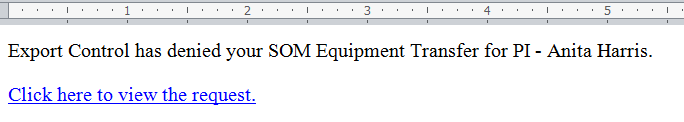 1 2 3 4 5
Export Control has denied your SOM Equipment Transfer for PI - Anita Harris.
Click here to view the request.